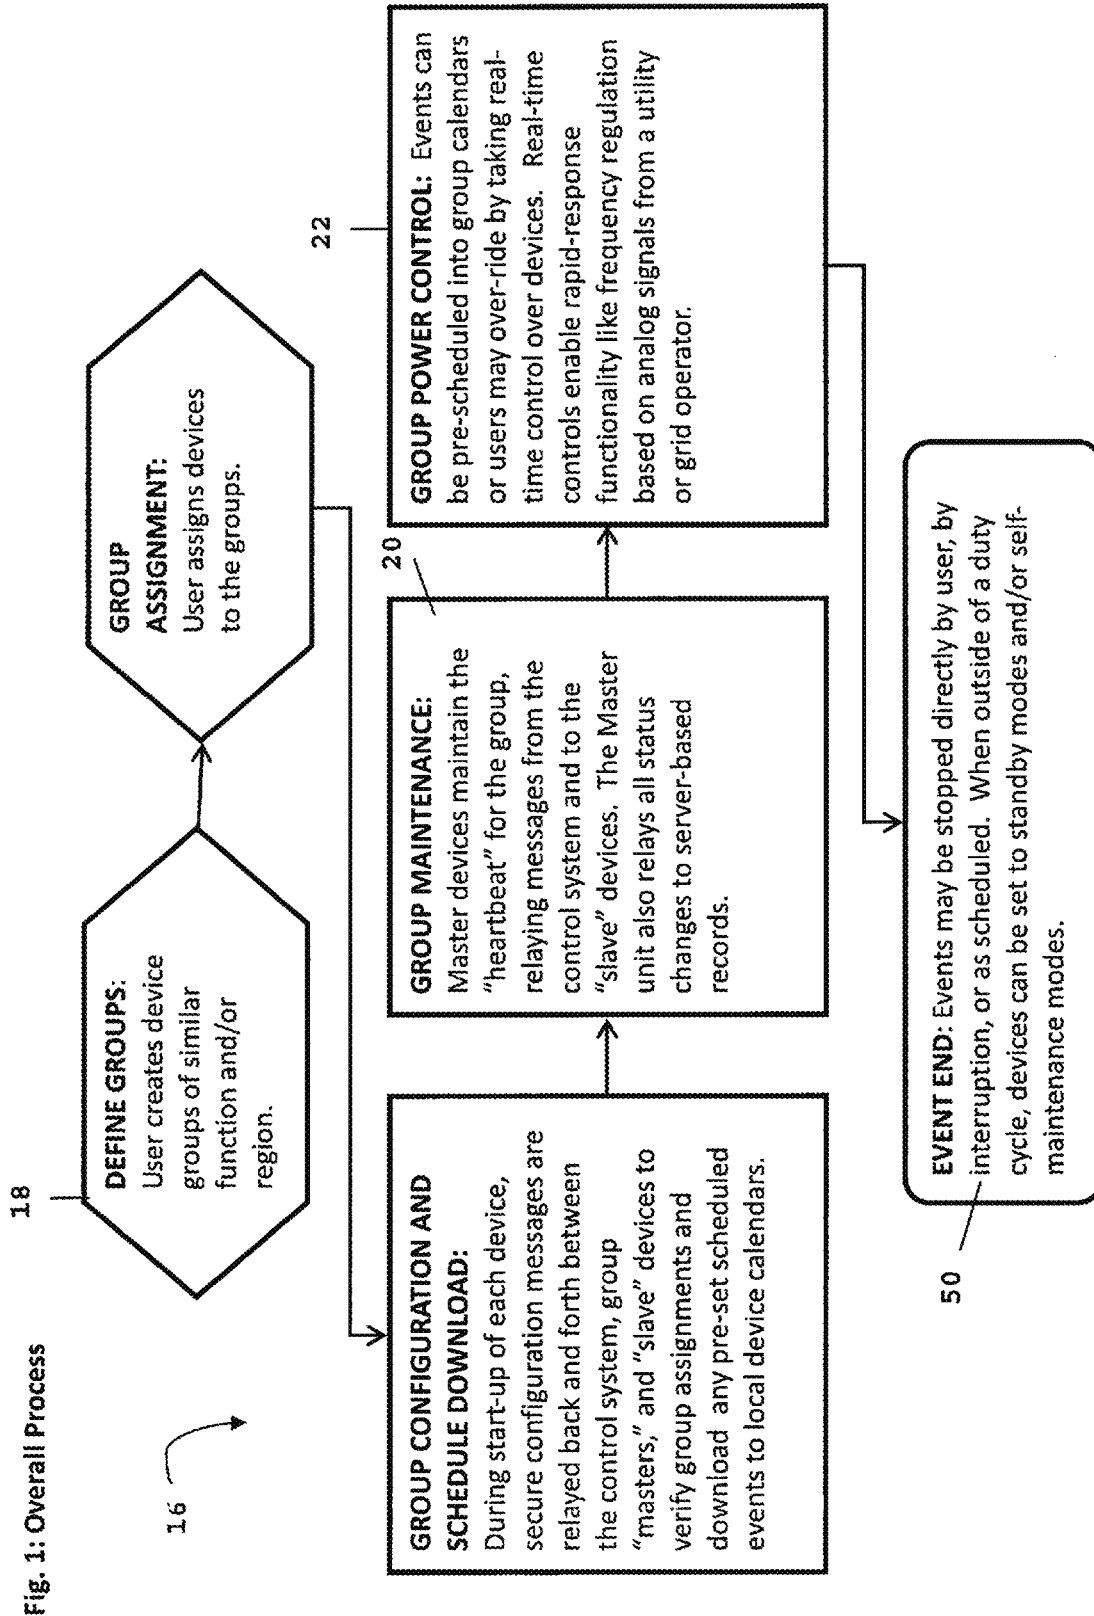 Fig. 1: Overall Process
16
18
DEFINE GROUPS:
User creates device
groups of similar
function and/or
region.
GROUP
ASSIGNMENT:
User assigns devices
to the groups.
GROUP CONFIGURATION AND
SCHEDULE DOWNLOAD:
During start-up of each device,
secure configuration messages are
relayed back and forth between
the control system, group
“masters,” and “slave” devices to
verify group assignments and
download any pre-set scheduled
events to local device calendars.
20
GROUP MAINTENANCE:
Master devices maintain the
“heartbeat” for the group,
relaying messages from the
control system and to the
“slave” devices. The Master
unit also relays all status
changes to server-based
records.
22
GROUP POWER CONTROL: Events can
be pre-scheduled into group calendars
or users may over-ride by taking real-
time control over devices. Real-time
controls enable rapid-response
functionality like frequency regulation
based on analog signals from a utility
or grid operator.
50
EVENT END: Events may be stopped directly by user, by
interruption, or as scheduled. When outside of a duty
cycle, devices can be set to standby modes and/or self-
maintenance modes.